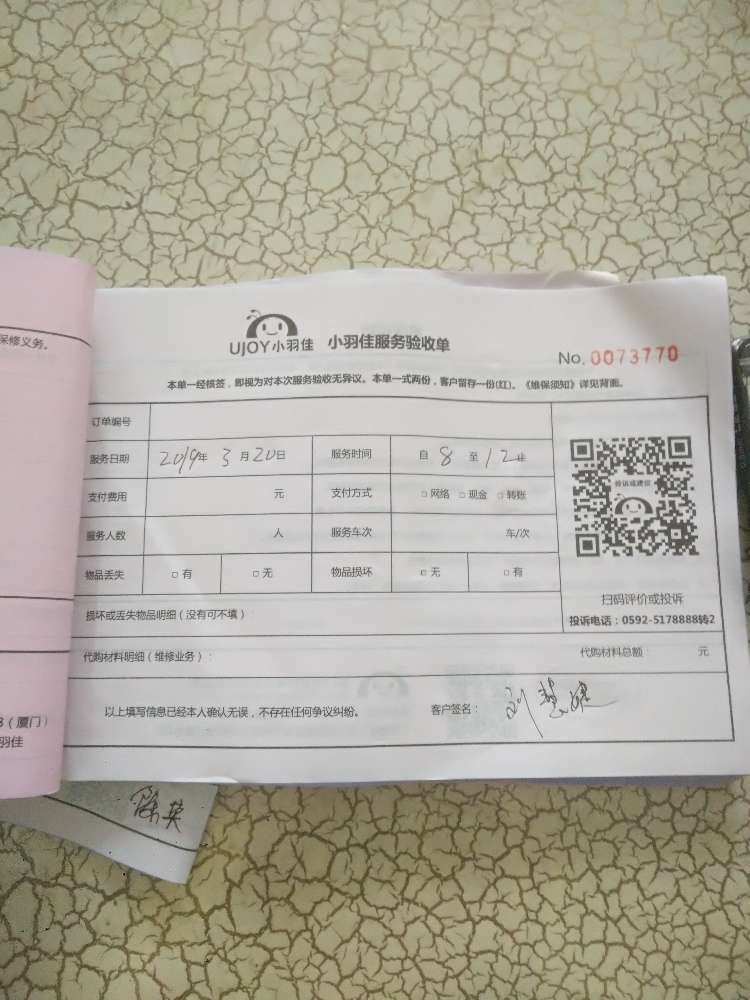 保修义务。
UJOY小羽佳 小羽佳服务验收单
No. 0073770
本单一经核签，即视为对本次服务验收无异议。本单一式两份，客户留存一份(红)。《维保须知》详见背面。
订单编号
服务日期 2019年 3月20日 服务时间 自 8 至 12止
支付费用 元 支付方式 □ 网络 □ 现金 □ 转账
服务人数 人 服务车次 车/次
物品丢失 □ 有 □ 无 物品损坏 □ 无 □ 有
投诉或建议
扫码评价或投诉
投诉电话：0592-5178888转2
损坏或丢失物品明细（没有可不填）
代购材料明细（维修业务）： 代购材料总额： 元
以上填写信息已经本人确认无误，不存在任何争议纠纷。 客户签名： 刘慧
（厦门）
羽佳